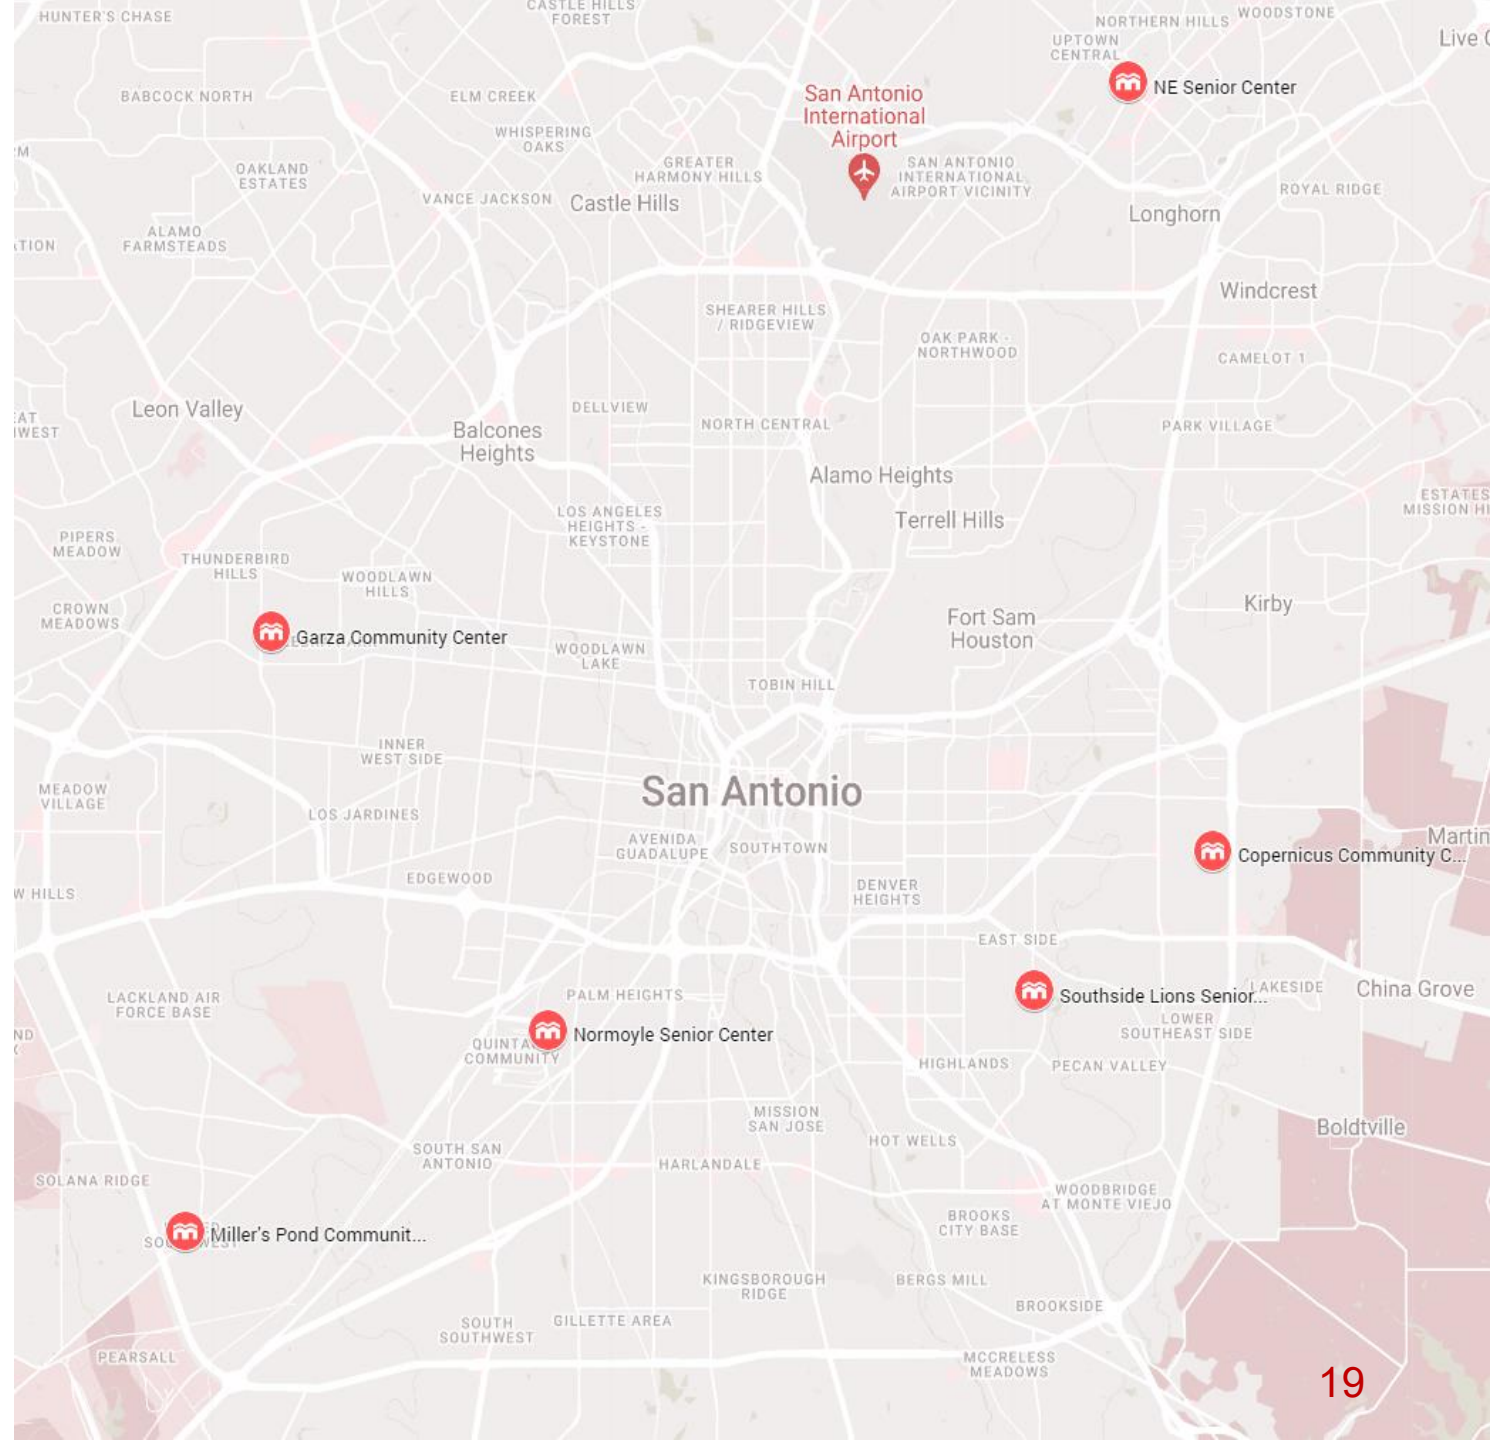 HUNTER'S CHASE
CASTLE HILLS
FOREST
NORTHERN HILLS
WOODSTONE
UPTOWN
CENTRAL
Live
NE Senior Center
BABCOCK NORTH
ELM CREEK
San Antonio
International
Airport
WHISPERING
OAKS
OAKLAND
ESTATES
GREATER
HARMONY HILLS
SAN ANTONIO
INTERNATIONAL
AIRPORT VICINITY
VANCE JACKSON
Castle Hills
ROYAL RIDGE
Longhorn
ALAMO
FARMSTEADS
Windcrest
SHEARER HILLS
/ RIDGEVIEW
OAK PARK -
NORTHWOOD
CAMELOT 1
Leon Valley
DELLVIEW
NORTH CENTRAL
PARK VILLAGE
Balcones
Heights
Alamo Heights
ESTATES
MISSION
LOS ANGELES
HEIGHTS -
KEYSTONE
Terrell Hills
PIPERS
MEADOW
THUNDERBIRD
HILLS
WOODLAWN
HILLS
CROWN
MEADOWS
Kirby
Fort Sam
Houston
Garza Community Center
WOODLAWN
LAKE
TOBIN HILL
INNER
WEST SIDE
San Antonio
MEADOW
VILLAGE
LOS JARDINES
AVENIDA
GUADALUPE
SOUTHTOWN
Martin
Copernicus Community C...
EDGEWOOD
DENVER
HEIGHTS
W HILLS
EAST SIDE
LACKLAND AIR
FORCE BASE
PALM HEIGHTS
Southside Lions Senior...
LAKESIDE
China Grove
LOWER
SOUTHEAST SIDE
Normoyle Senior Center
COMMUNITY
HIGHLANDS
PECAN VALLEY
MISSION
SAN JOSE
HOT WELLS
Boldtville
SOUTH SAN
ANTONIO
HARLANDALE
SOLANA RIDGE
WOODBRIDGE
AT MONTE VIEJO
BROOKS
CITY BASE
Miller's Pond Communit...
KINGSBOROUGH
RIDGE
BERGS MILL
BROOKSIDE
SOUTH
SOUTHWEST
GILLETTE AREA
PEARSALL
MCCRELESS
MEADOWS
19